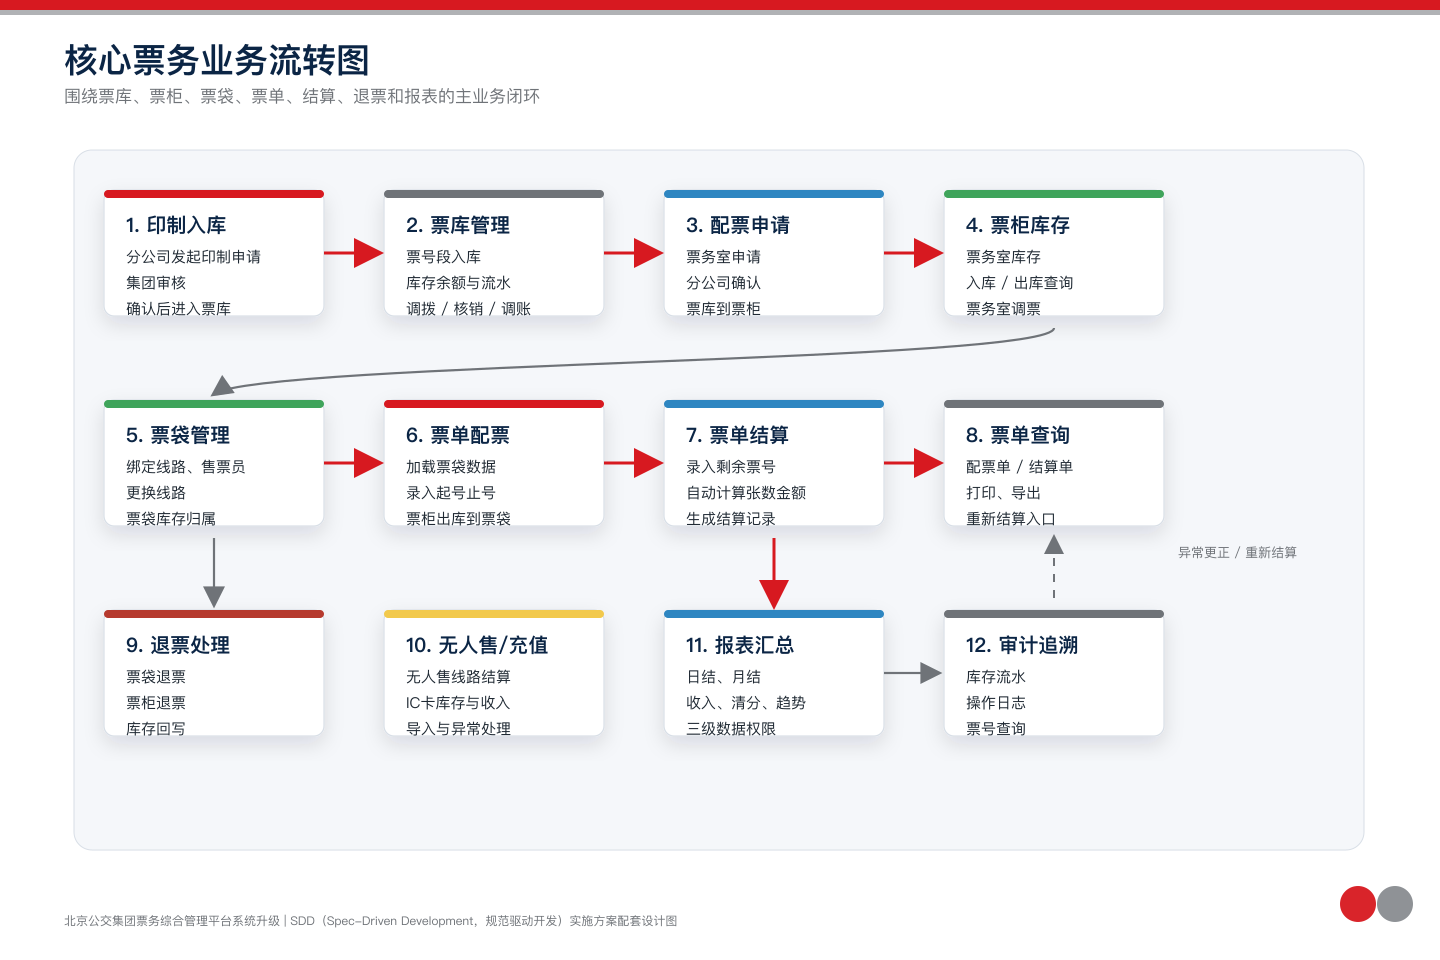 核心票务业务流转图
围绕票库、票柜、票袋、票单、结算、退票和报表的主业务闭环
1. 印制入库
分公司发起印制申请
集团审核
确认后进入票库
2. 票库管理
票号段入库
库存余额与流水
调拨 / 核销 / 调账
3. 配票申请
票务室申请
分公司确认
票库到票柜
4. 票柜库存
票务室库存
入库 / 出库查询
票务室调票
5. 票袋管理
绑定线路、售票员
更换线路
票袋库存归属
6. 票单配票
加载票袋数据
录入起号止号
票柜出库到票袋
7. 票单结算
录入剩余票号
自动计算张数金额
生成结算记录
8. 票单查询
配票单 / 结算单
打印、导出
重新结算入口
异常更正 / 重新结算
9. 退票处理
票袋退票
票柜退票
库存回写
10. 无人售/充值
无人售线路结算
IC卡库存与收入
导入与异常处理
11. 报表汇总
日结、月结
收入、清分、趋势
三级数据权限
12. 审计追溯
库存流水
操作日志
票号查询
北京公交集团票务综合管理平台系统升级 | SDD（Spec-Driven Development，规范驱动开发）实施方案配套设计图